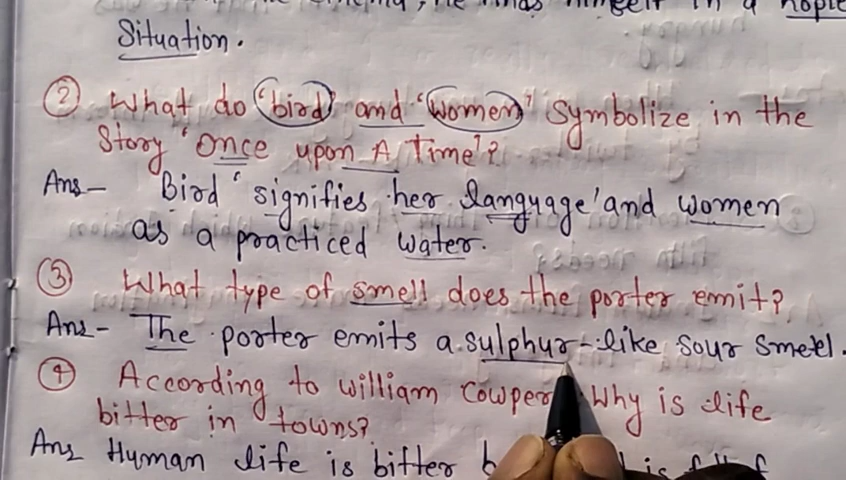 himself in a
Situation.
② What do 'bird' and 'women' symbolize in the
Story 'Once upon A Time'?
Ans- Bird 'signifies her language' and women
as a practiced water.
③ What type of smell does the porter emit?
Ans- The porter emits a sulphur-like sour smell.
④ According to william Cowper Why is life
bitter in towns?
Ans Human life is bitter